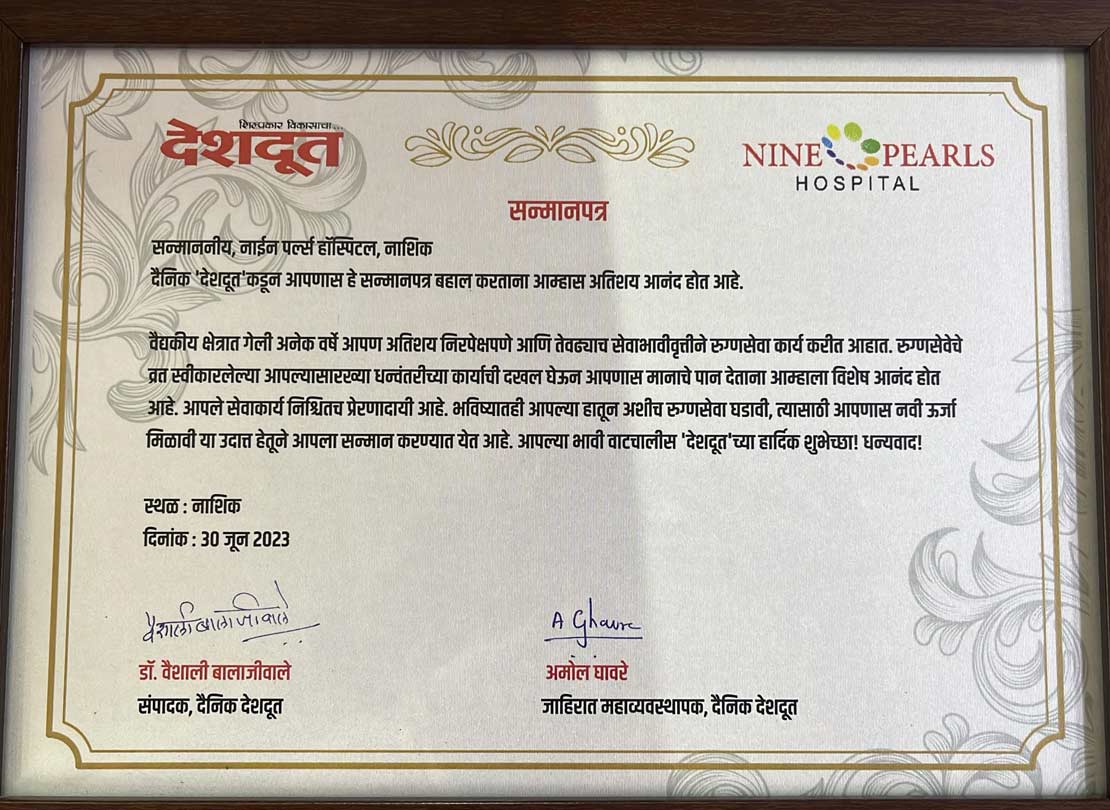 शिल्पकार विकासाचा...
देशदूत
NINE PEARLS
HOSPITAL
सन्मानपत्र
सन्माननीय, नाईन पर्ल्स हॉस्पिटल, नाशिक
दैनिक 'देशदूत'कडून आपणास हे सन्मानपत्र बहाल करताना आम्हास अतिशय आनंद होत आहे.
वैद्यकीय क्षेत्रात गेली अनेक वर्षे आपण अतिशय निरपेक्षपणे आणि तेवढ्याच सेवाभावीवृत्तीने रुग्णसेवा कार्य करीत आहात. रुग्णसेवेचे
व्रत स्वीकारलेल्या आपल्यासारख्या धन्वंतरीच्या कार्याची दखल घेऊन आपणास मानाचे पान देताना आम्हाला विशेष आनंद होत
आहे. आपले सेवाकार्य निश्चितच प्रेरणादायी आहे. भविष्यातही आपल्या हातून अशीच रुग्णसेवा घडावी, त्यासाठी आपणास नवी ऊर्जा
मिळावी या उदात्त हेतूने आपला सन्मान करण्यात येत आहे. आपल्या भावी वाटचालीस 'देशदूत'च्या हार्दिक शुभेच्छा! धन्यवाद!
स्थळ : नाशिक
दिनांक : 30 जून 2023
वैशाली बालाजीवाले
A Ghavre
डॉ. वैशाली बालाजीवाले
अमोल घावरे
संपादक, दैनिक देशदूत
जाहिरात महाव्यवस्थापक, दैनिक देशदूत